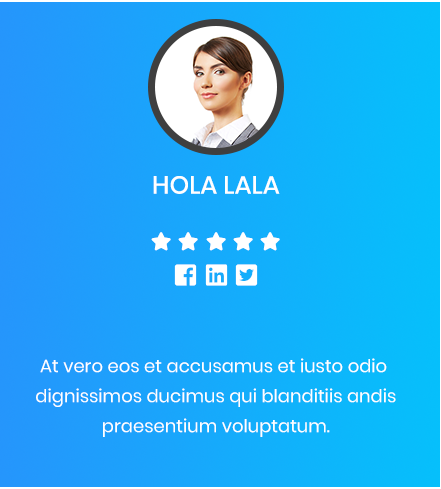 HOLA LALA
At vero eos et accusamus et iusto odio
dignissimos ducimus qui blanditiis andis
praesentium voluptatum.